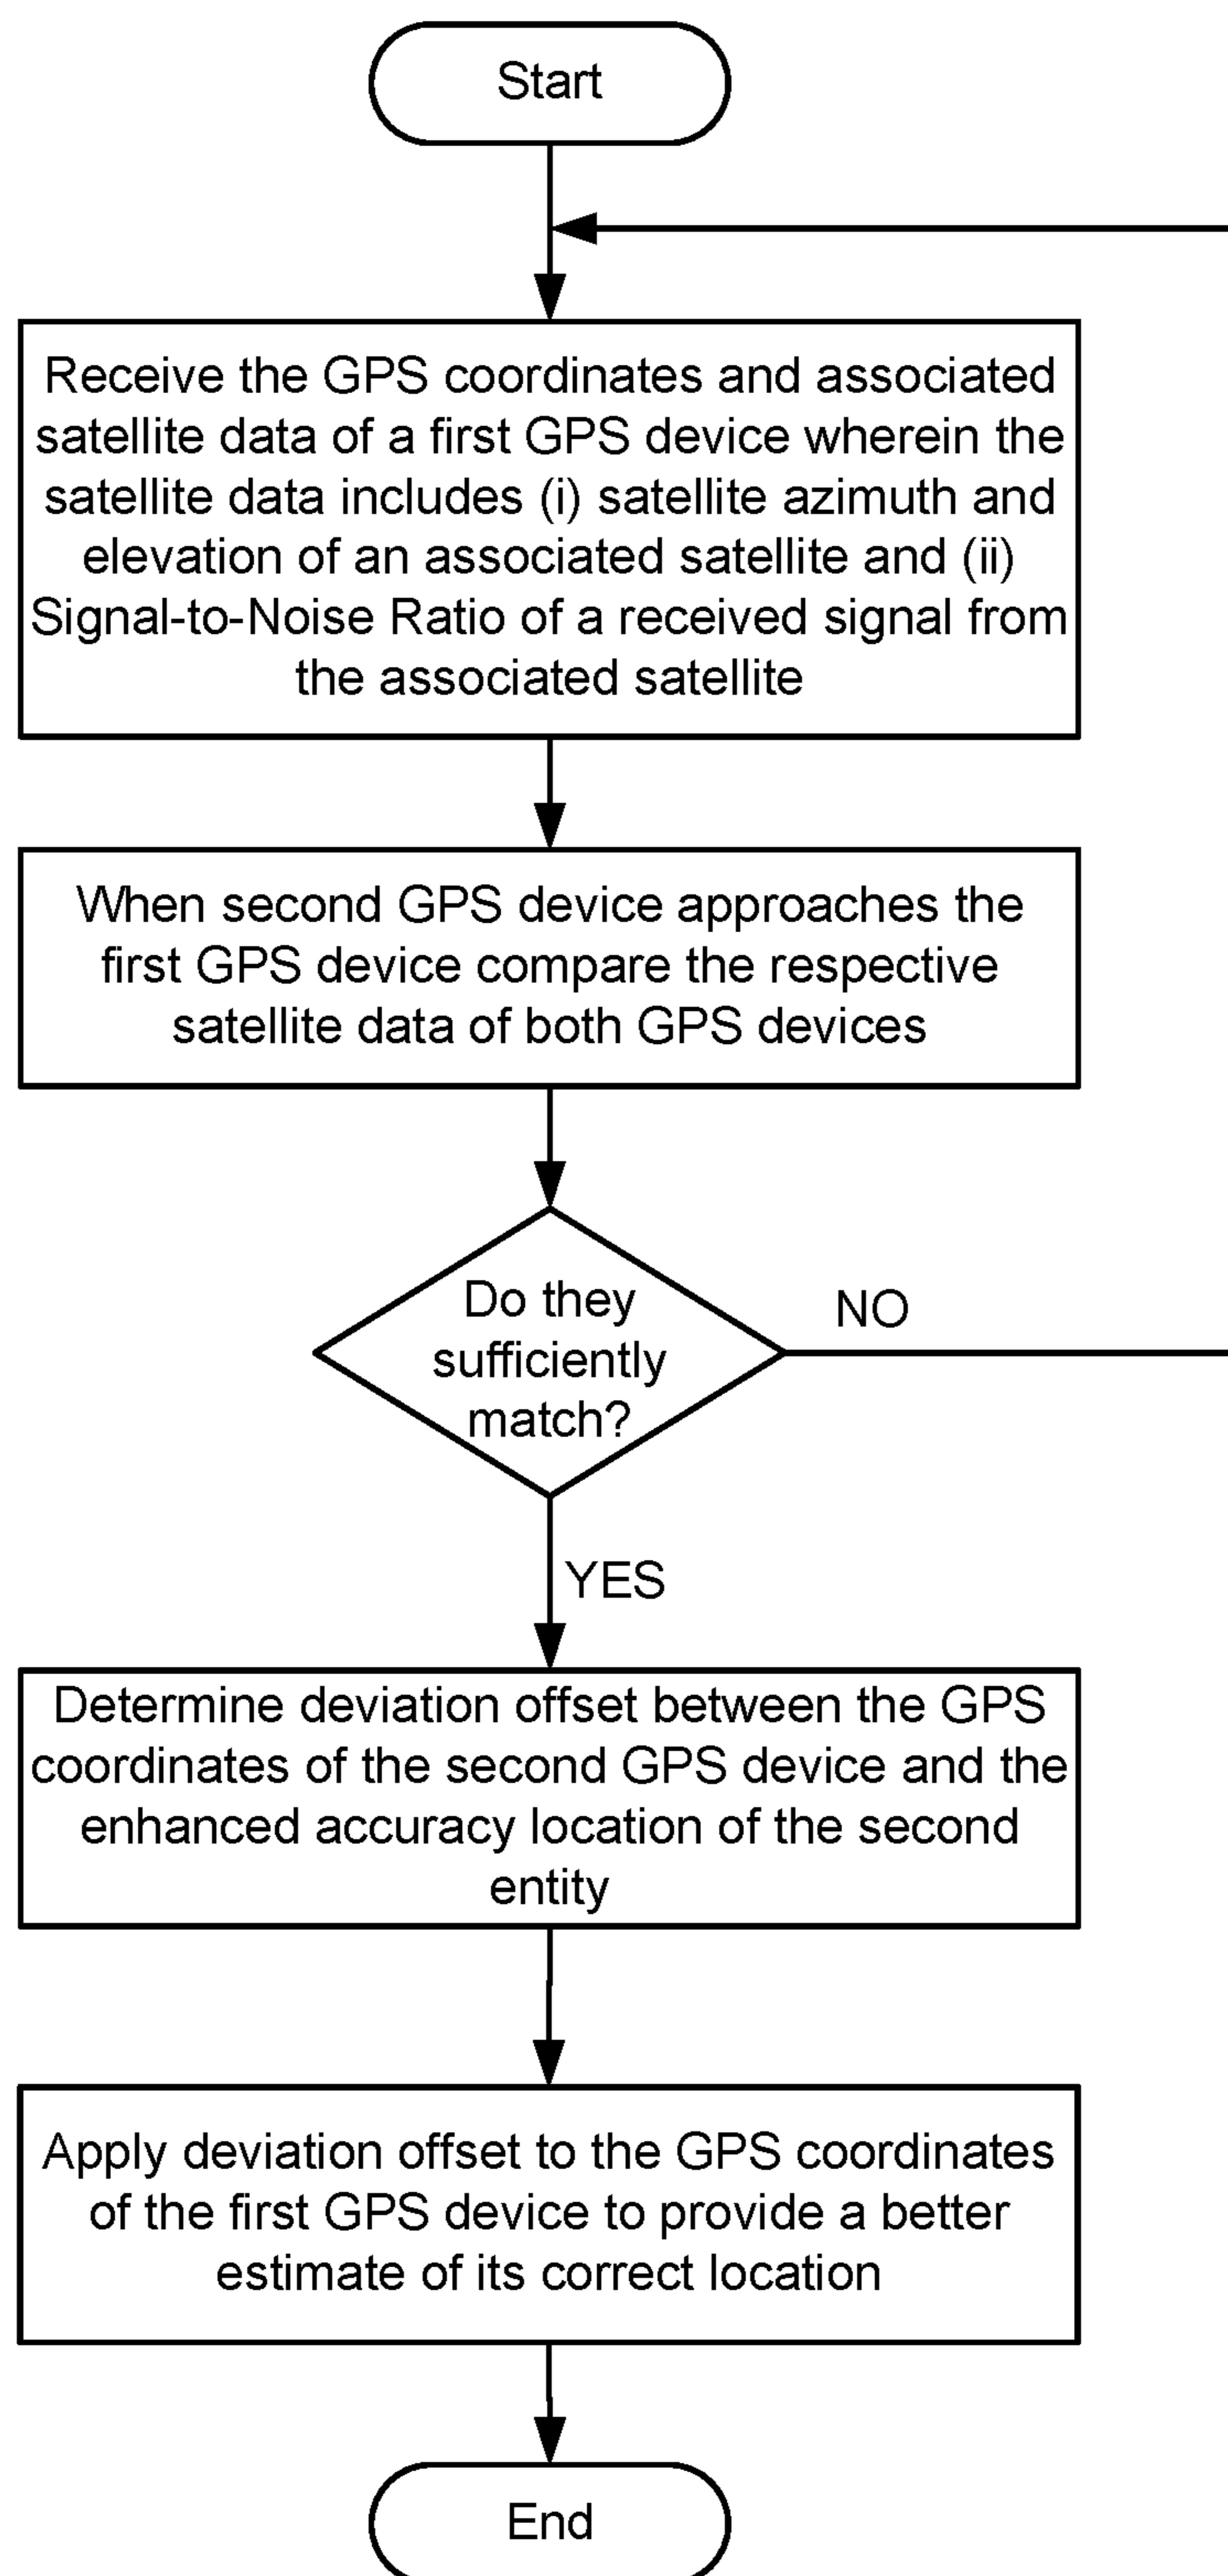 Start
Receive the GPS coordinates and associated
satellite data of a first GPS device wherein the
satellite data includes (i) satellite azimuth and
elevation of an associated satellite and (ii)
Signal-to-Noise Ratio of a received signal from
the associated satellite
When second GPS device approaches the
first GPS device compare the respective
satellite data of both GPS devices
Do they
sufficiently
match?
NO
YES
Determine deviation offset between the GPS
coordinates of the second GPS device and the
enhanced accuracy location of the second
entity
Apply deviation offset to the GPS coordinates
of the first GPS device to provide a better
estimate of its correct location
End